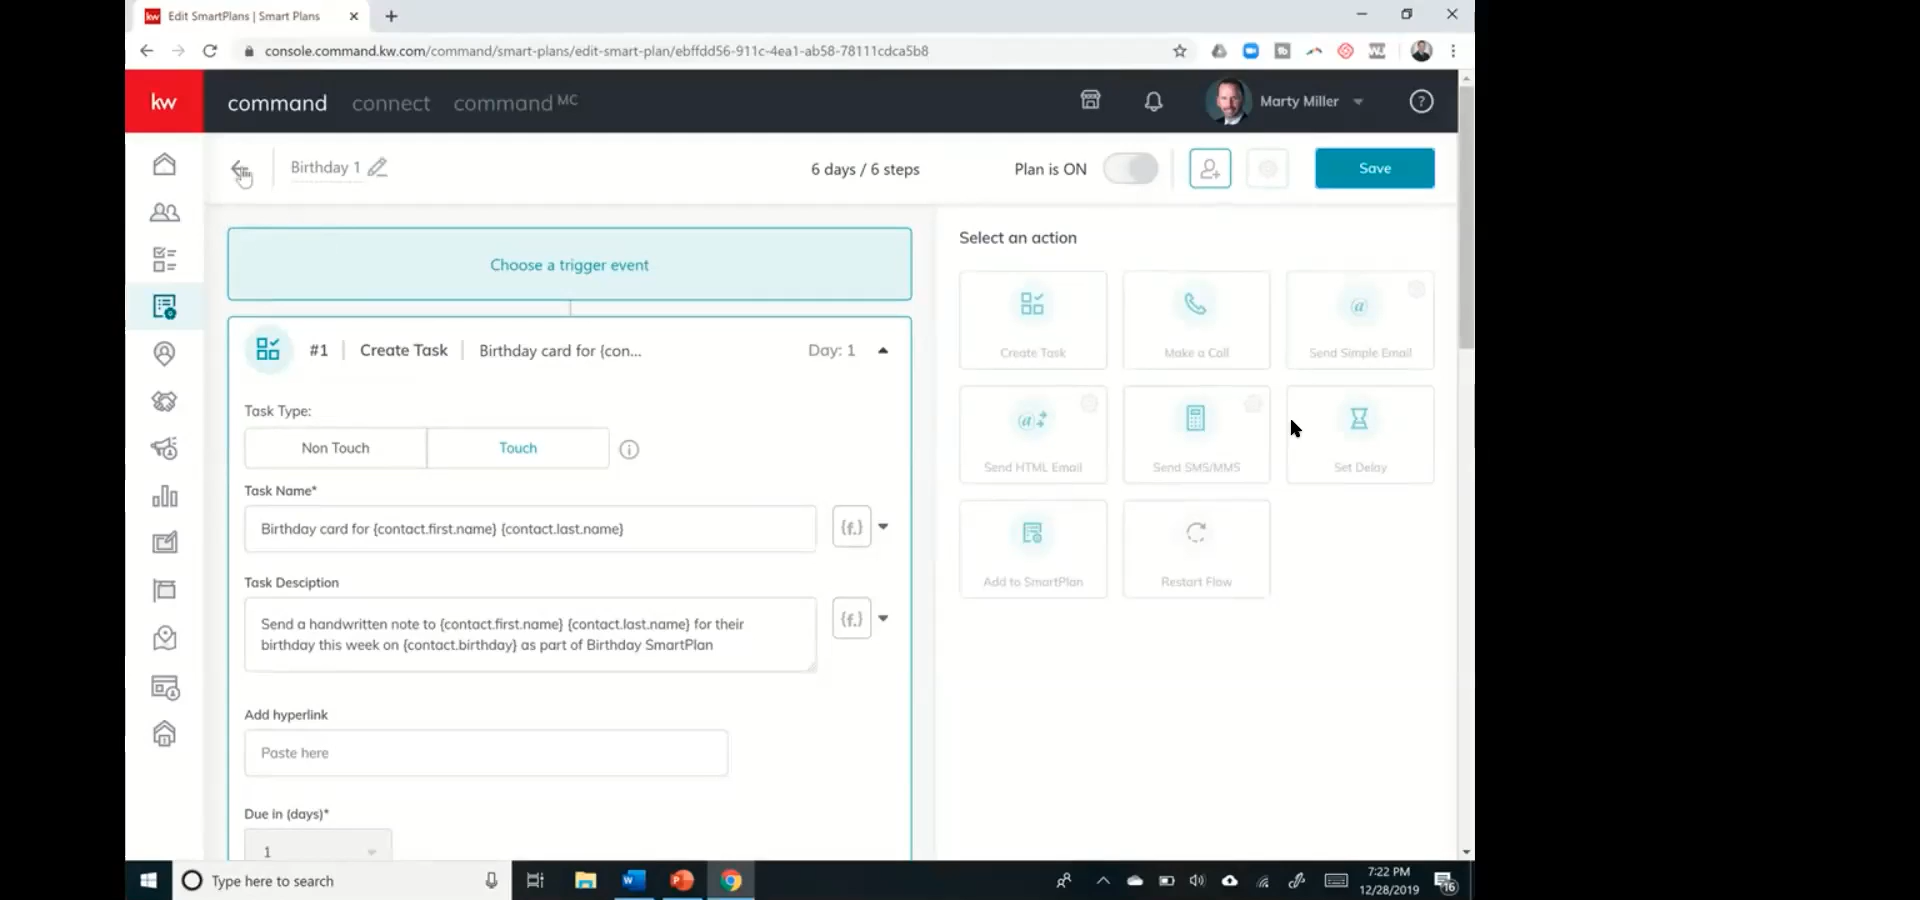 kw
Edit SmartPlans | Smart Plans
console.command.kw.com/command/smart-plans/edit-smart-plan/ebffdd56-911c-4ea1-ab58-78111cdca5b8
kw
command
connect
command MC
Marty Miller
Birthday 1
6 days / 6 steps
Plan is ON
Save
Choose a trigger event
#1
Create Task
Birthday card for (con...
Day: 1
Task Type:
Non Touch
Touch
Task Name*
Birthday card for {contact.first.name} {contact.last.name}
{f.}
Task Desciption
Send a handwritten note to {contact.first.name} {contact.last.name} for their
birthday this week on {contact.birthday} as part of Birthday SmartPlan
{f.}
Add hyperlink
Paste here
Due in (days)*
1
Select an action
Create Task
Make a Call
Send Simple Email
Send HTML Email
Send SMS/MMS
Set Delay
Add to SmartPlan
Restart Flow
Type here to search
7:22 PM
12/28/2019
16